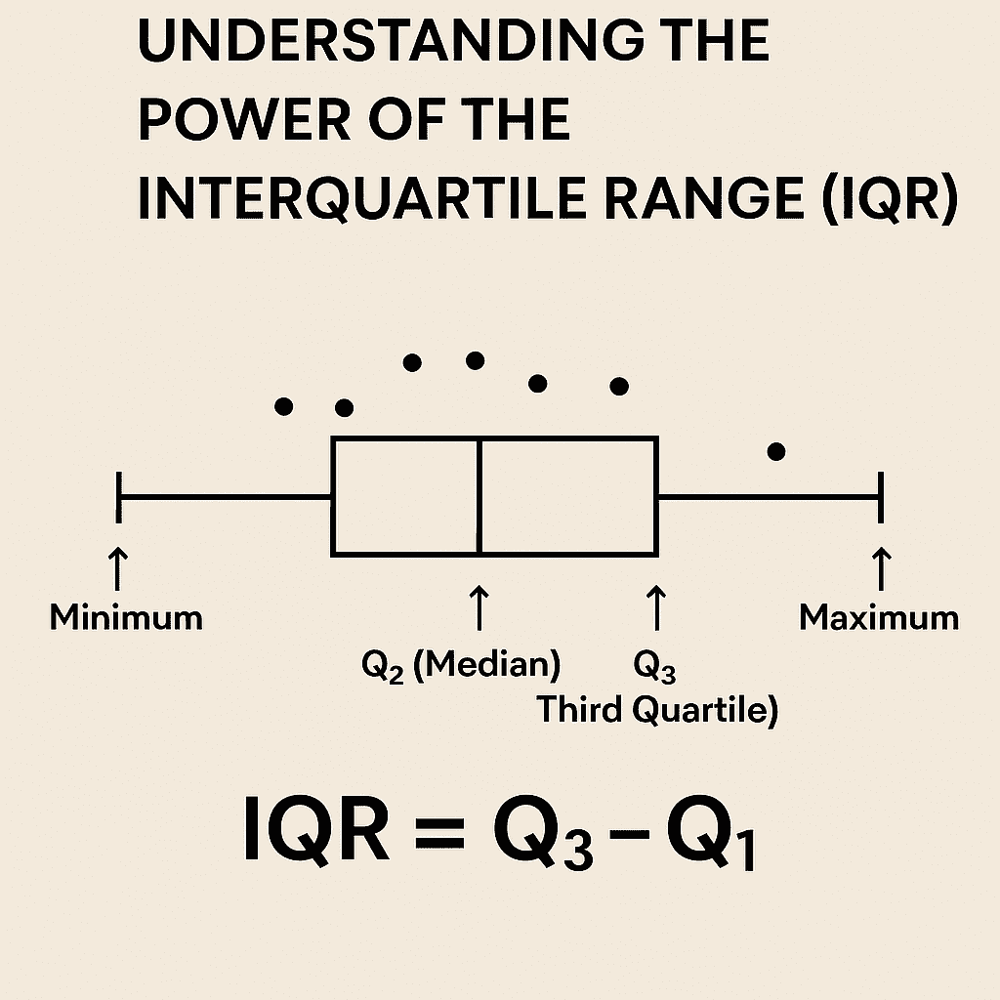 UNDERSTANDING THE
POWER OF THE
INTERQUARTILE RANGE (IQR)
Minimum
Maximum
Q₂ (Median)
Q₃
Third Quartile)
IQR = Q₃ – Q₁